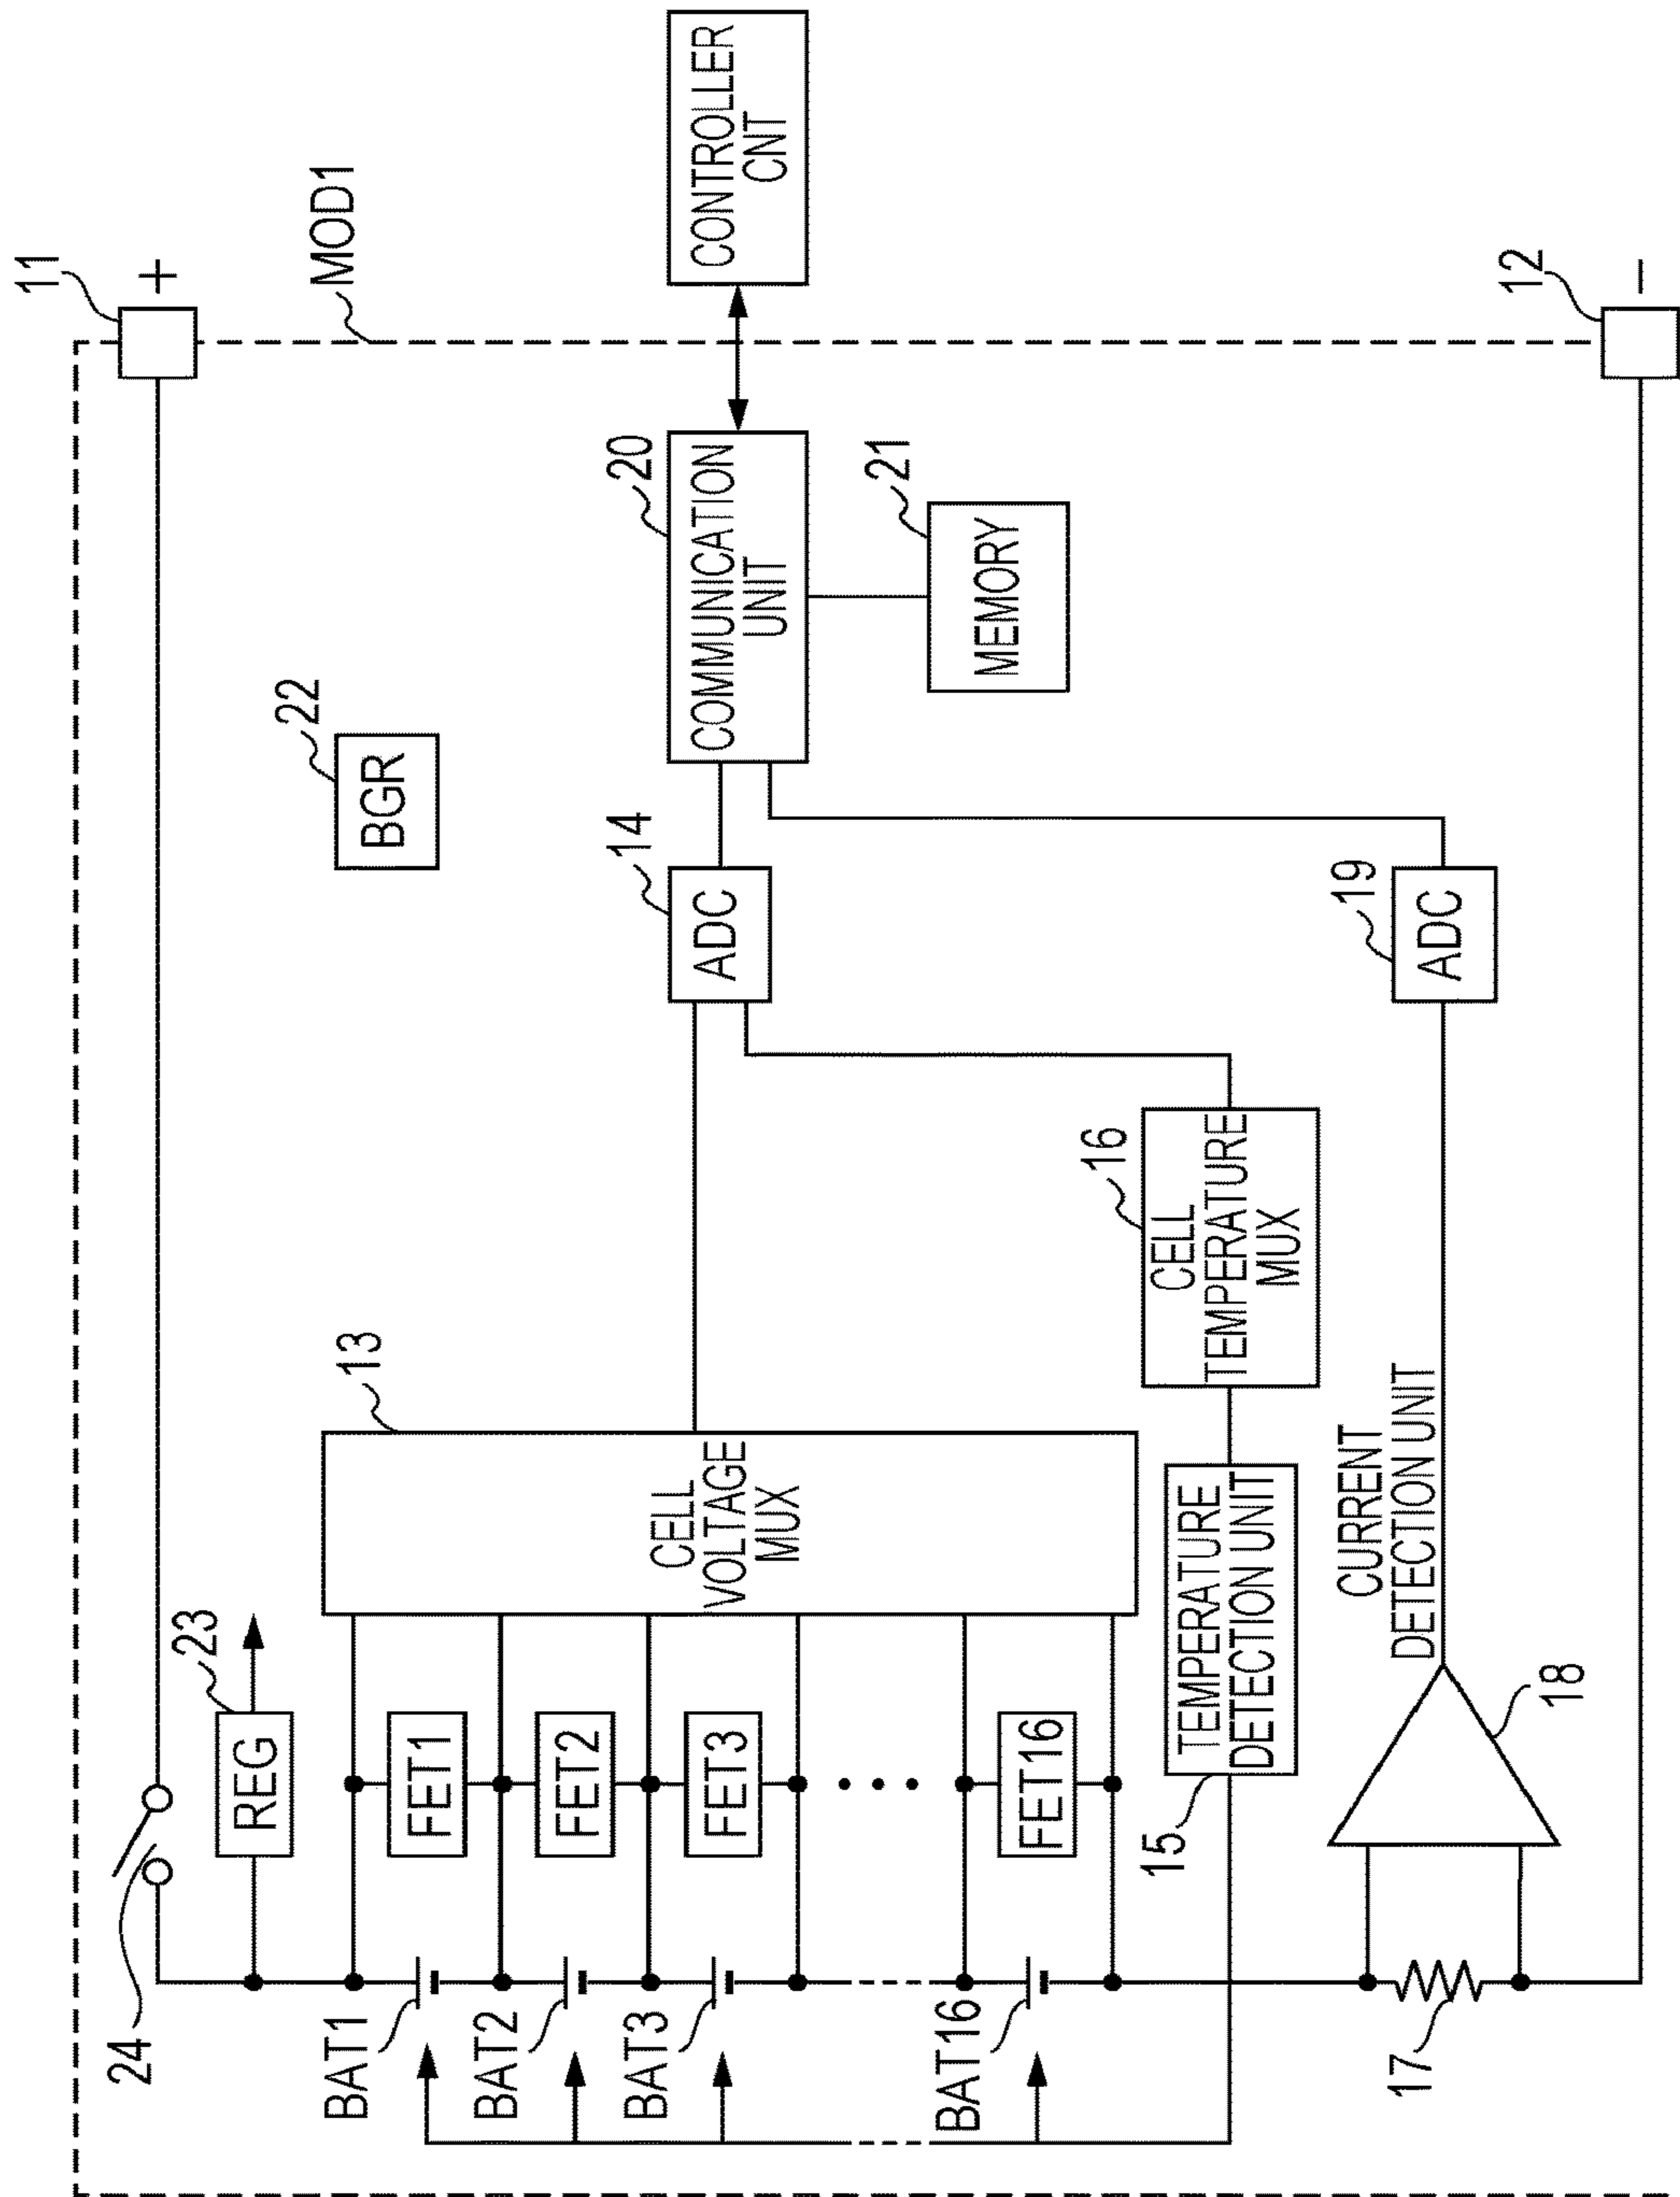 11
+
MOD1
24
23
REG
22
BGR
13
BAT1
FET1
BAT2
FET2
BAT3
FET3
BAT16
FET16
CELL
VOLTAGE
MUX
14
ADC
20
COMMUNICATION
UNIT
CONTROLLER
CNT
21
MEMORY
16
CELL
TEMPERATURE
MUX
15
TEMPERATURE
DETECTION UNIT
CURRENT
DETECTION UNIT
19
ADC
17
18
12
−